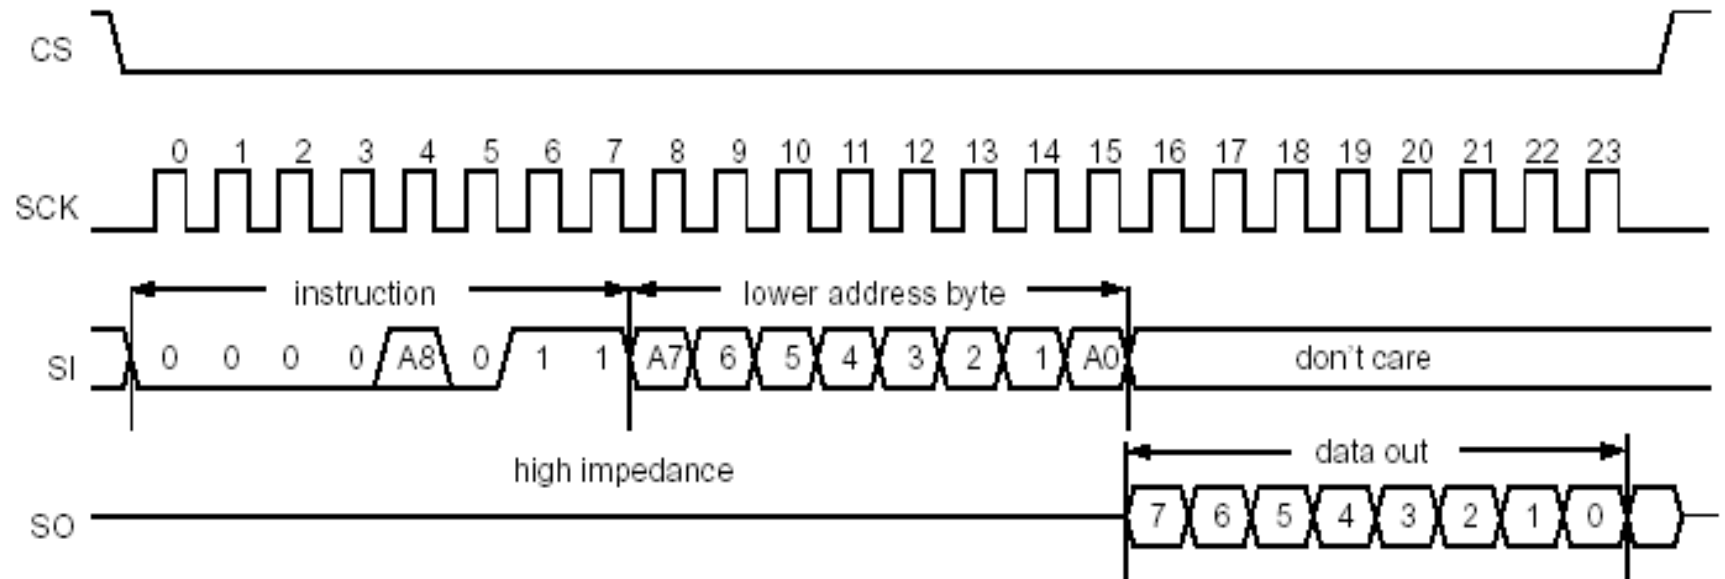 CS
0 1 2 3 4 5 6 7 8 9 10 11 12 13 14 15 16 17 18 19 20 21 22 23
SCK
instruction lower address byte
SI 0 0 0 0 A8 0 1 1 A7 6 5 4 3 2 1 A0 don't care
data out
high impedance
SO 7 6 5 4 3 2 1 0